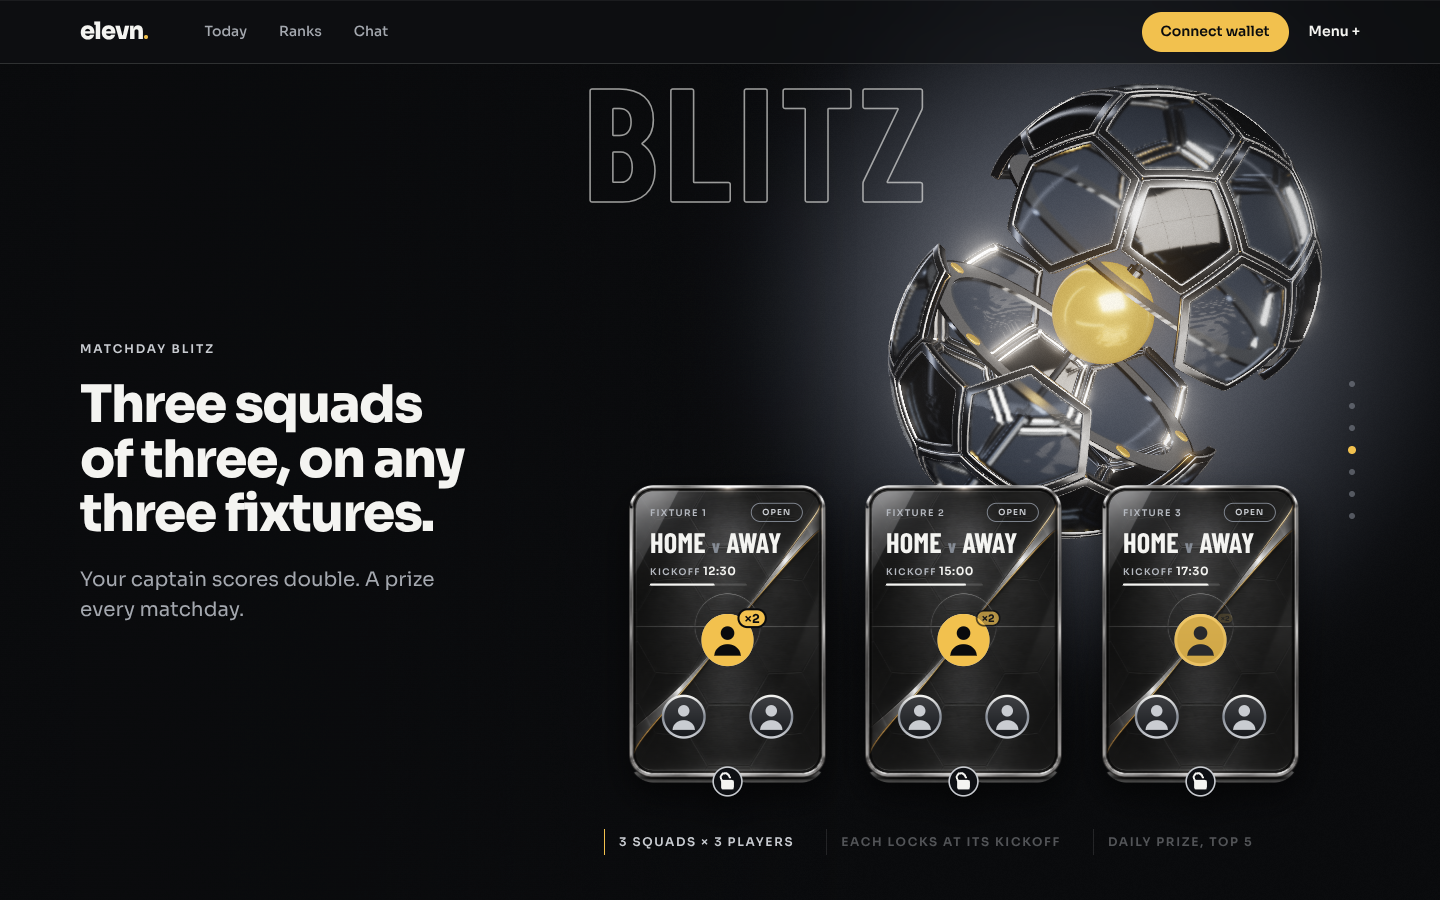 elevn.
Today
Ranks
Chat
Connect wallet
Menu +
BLITZ
MATCHDAY BLITZ
Three squads
of three, on any
three fixtures.
Your captain scores double. A prize
every matchday.
FIXTURE 1
OPEN
HOME v AWAY
KICKOFF 12:30
×2
FIXTURE 2
OPEN
HOME v AWAY
KICKOFF 15:00
×2
FIXTURE 3
OPEN
HOME v AWAY
KICKOFF 17:30
3 SQUADS × 3 PLAYERS
EACH LOCKS AT ITS KICKOFF
DAILY PRIZE, TOP 5